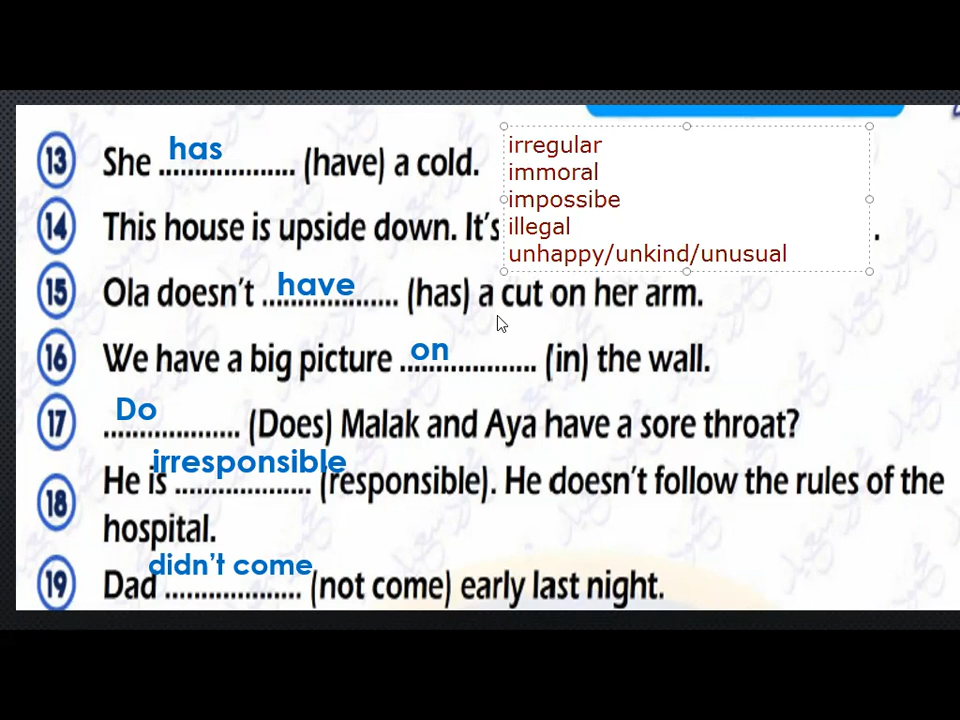 13 She has .................... (have) a cold.
irregular
immoral
impossibe
illegal
unhappy/unkind/unusual
14 This house is upside down. It's .
15 Ola doesn't have .................... (has) a cut on her arm.
16 We have a big picture on .................... (in) the wall.
17 Do .................... (Does) Malak and Aya have a sore throat?
18 He is irresponsible .................... (responsible). He doesn't follow the rules of the
hospital.
19 Dad didn't come .................... (not come) early last night.